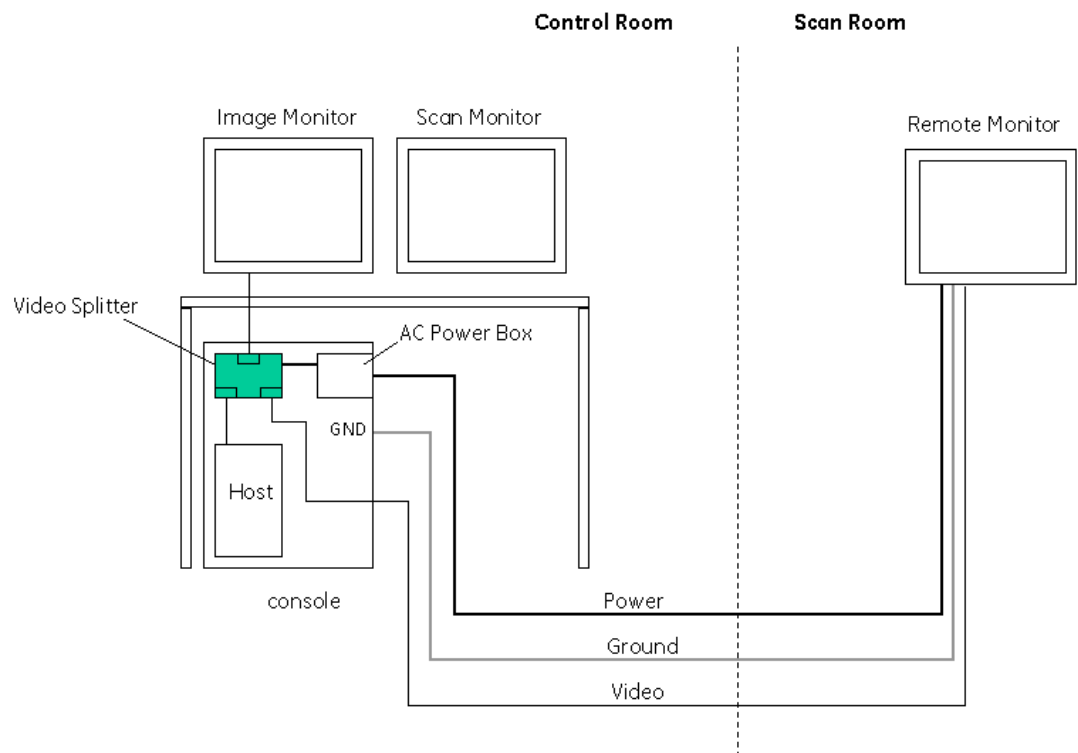 Control Room
Scan Room
Image Monitor
Scan Monitor
Remote Monitor
Video Splitter
AC Power Box
GND
Host
console
Power
Ground
Video